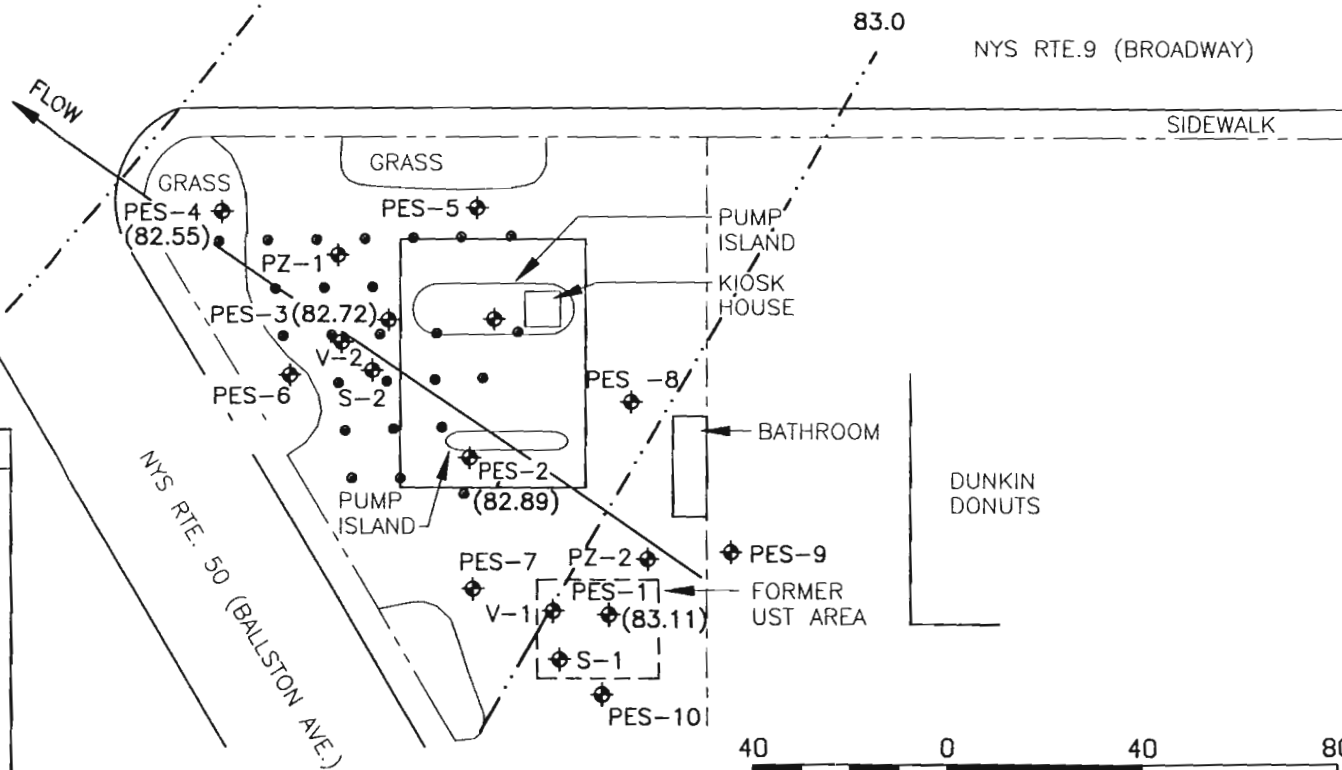 83.0
NYS RTE.9 (BROADWAY)
FLOW
SIDEWALK
GRASS
GRASS
PES-4
(82.55)
PES-5
PUMP
ISLAND
PZ-1
KIOSK
HOUSE
PES-3(82.72)
V-2
PES-6
S-2
PES -8
BATHROOM
NYS RTE. 50 (BALLSTON AVE.)
PES-2
(82.89)
PUMP
ISLAND
DUNKIN
DONUTS
PES-7
PZ-2
PES-9
PES-1
(83.11)
FORMER
UST AREA
V-1
S-1
PES-10
40 0 40